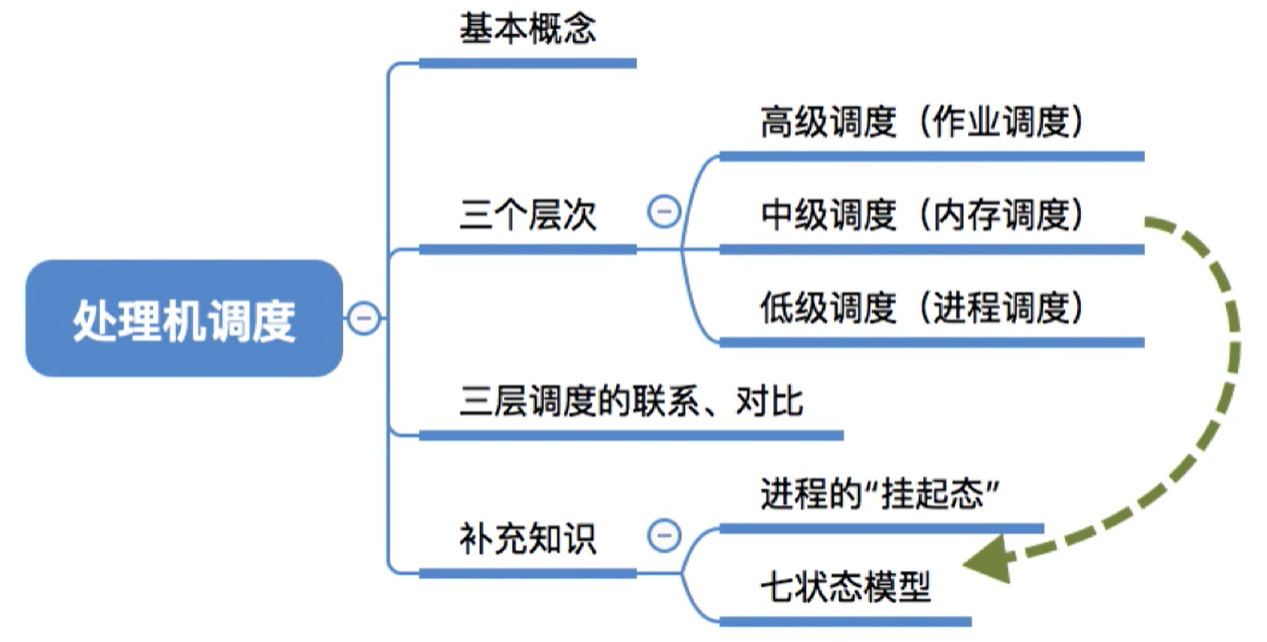 基本概念
高级调度（作业调度）
三个层次
中级调度（内存调度）
低级调度（进程调度）
处理机调度
三层调度的联系、对比
进程的“挂起态”
补充知识
七状态模型